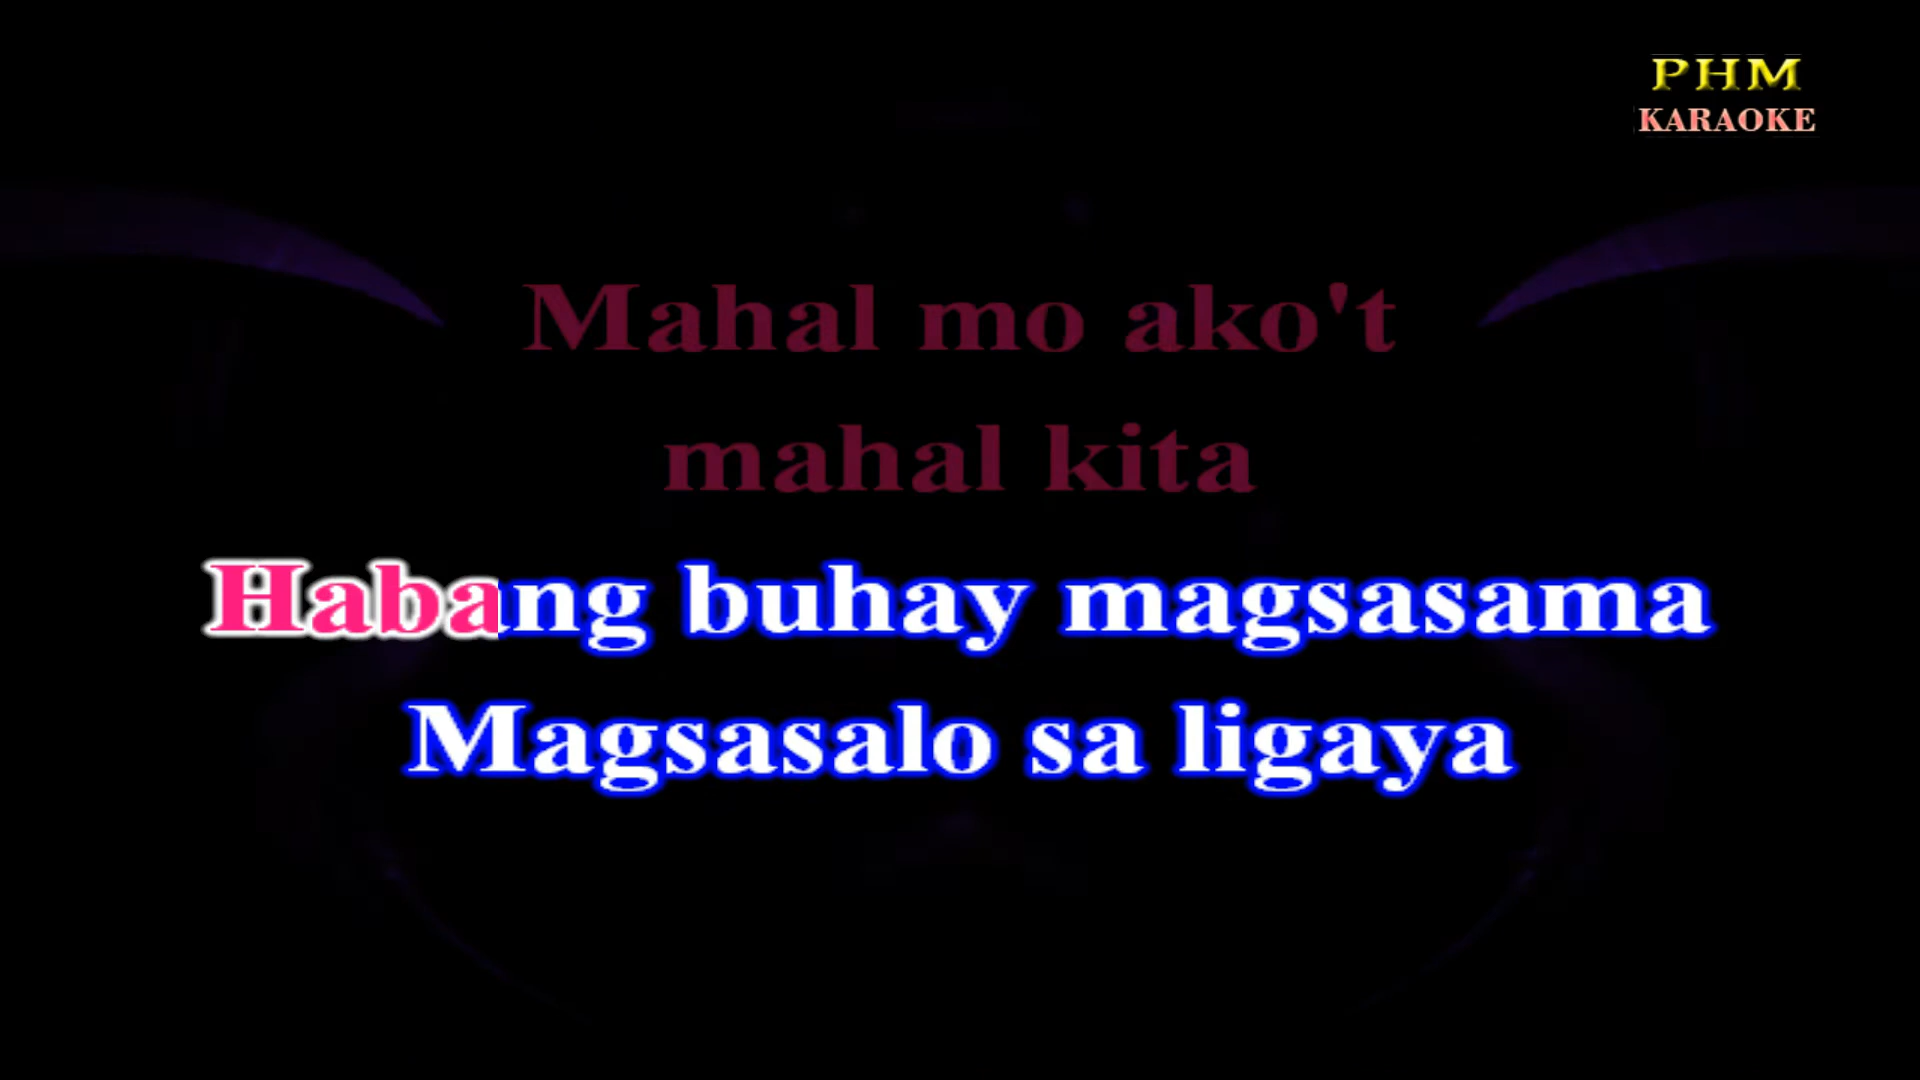 PHM
KARAOKE
Mahal mo ako't
mahal kita
Habang buhay magsasama
Magsasalo sa ligaya